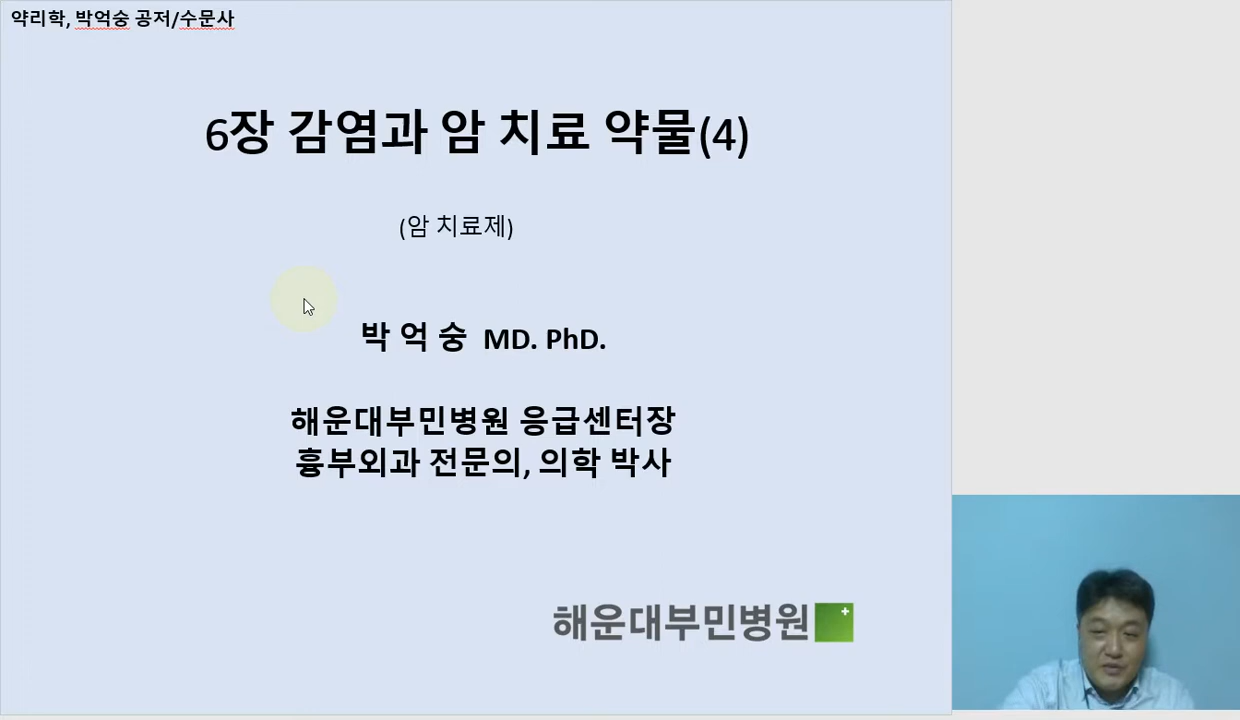 약리학, 박억숭 공저/수문사
6장 감염과 암 치료 약물(4)
(암 치료제)
박 억 숭 MD. PhD.
해운대부민병원 응급센터장
흉부외과 전문의, 의학 박사
해운대부민병원